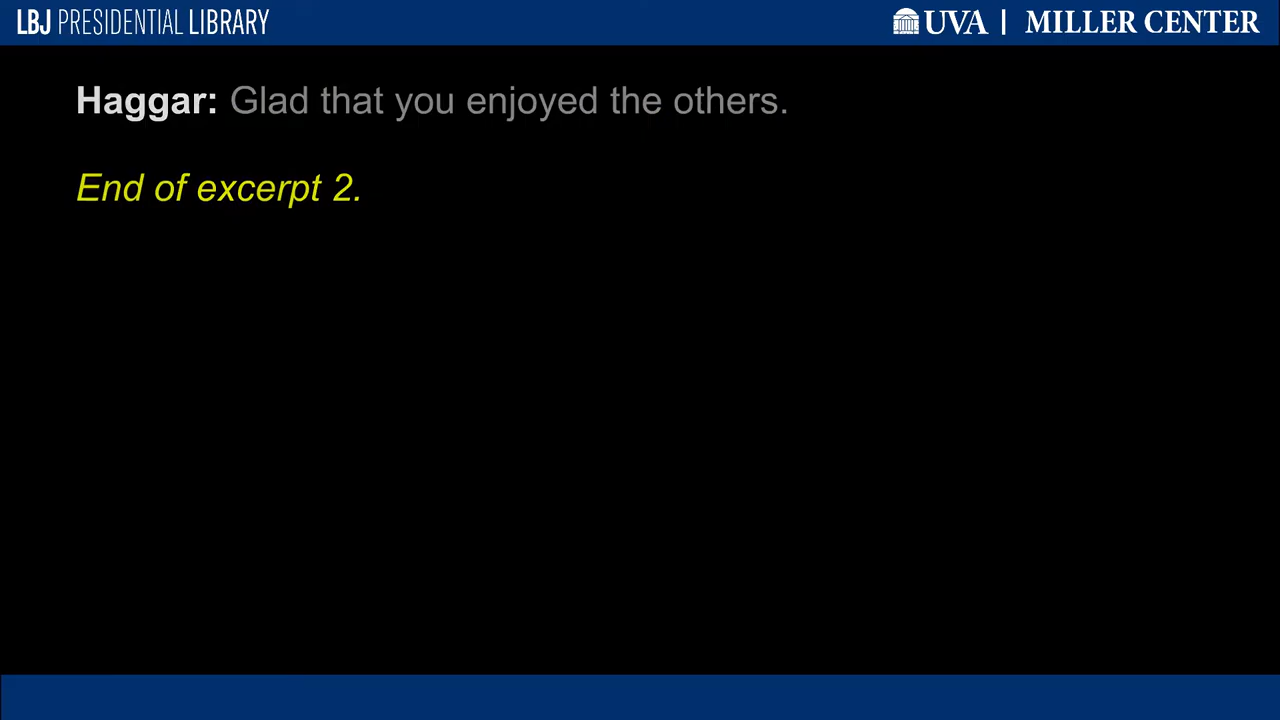 LBJ PRESIDENTIAL LIBRARY
UVA | MILLER CENTER
Haggar: Glad that you enjoyed the others.
End of excerpt 2.